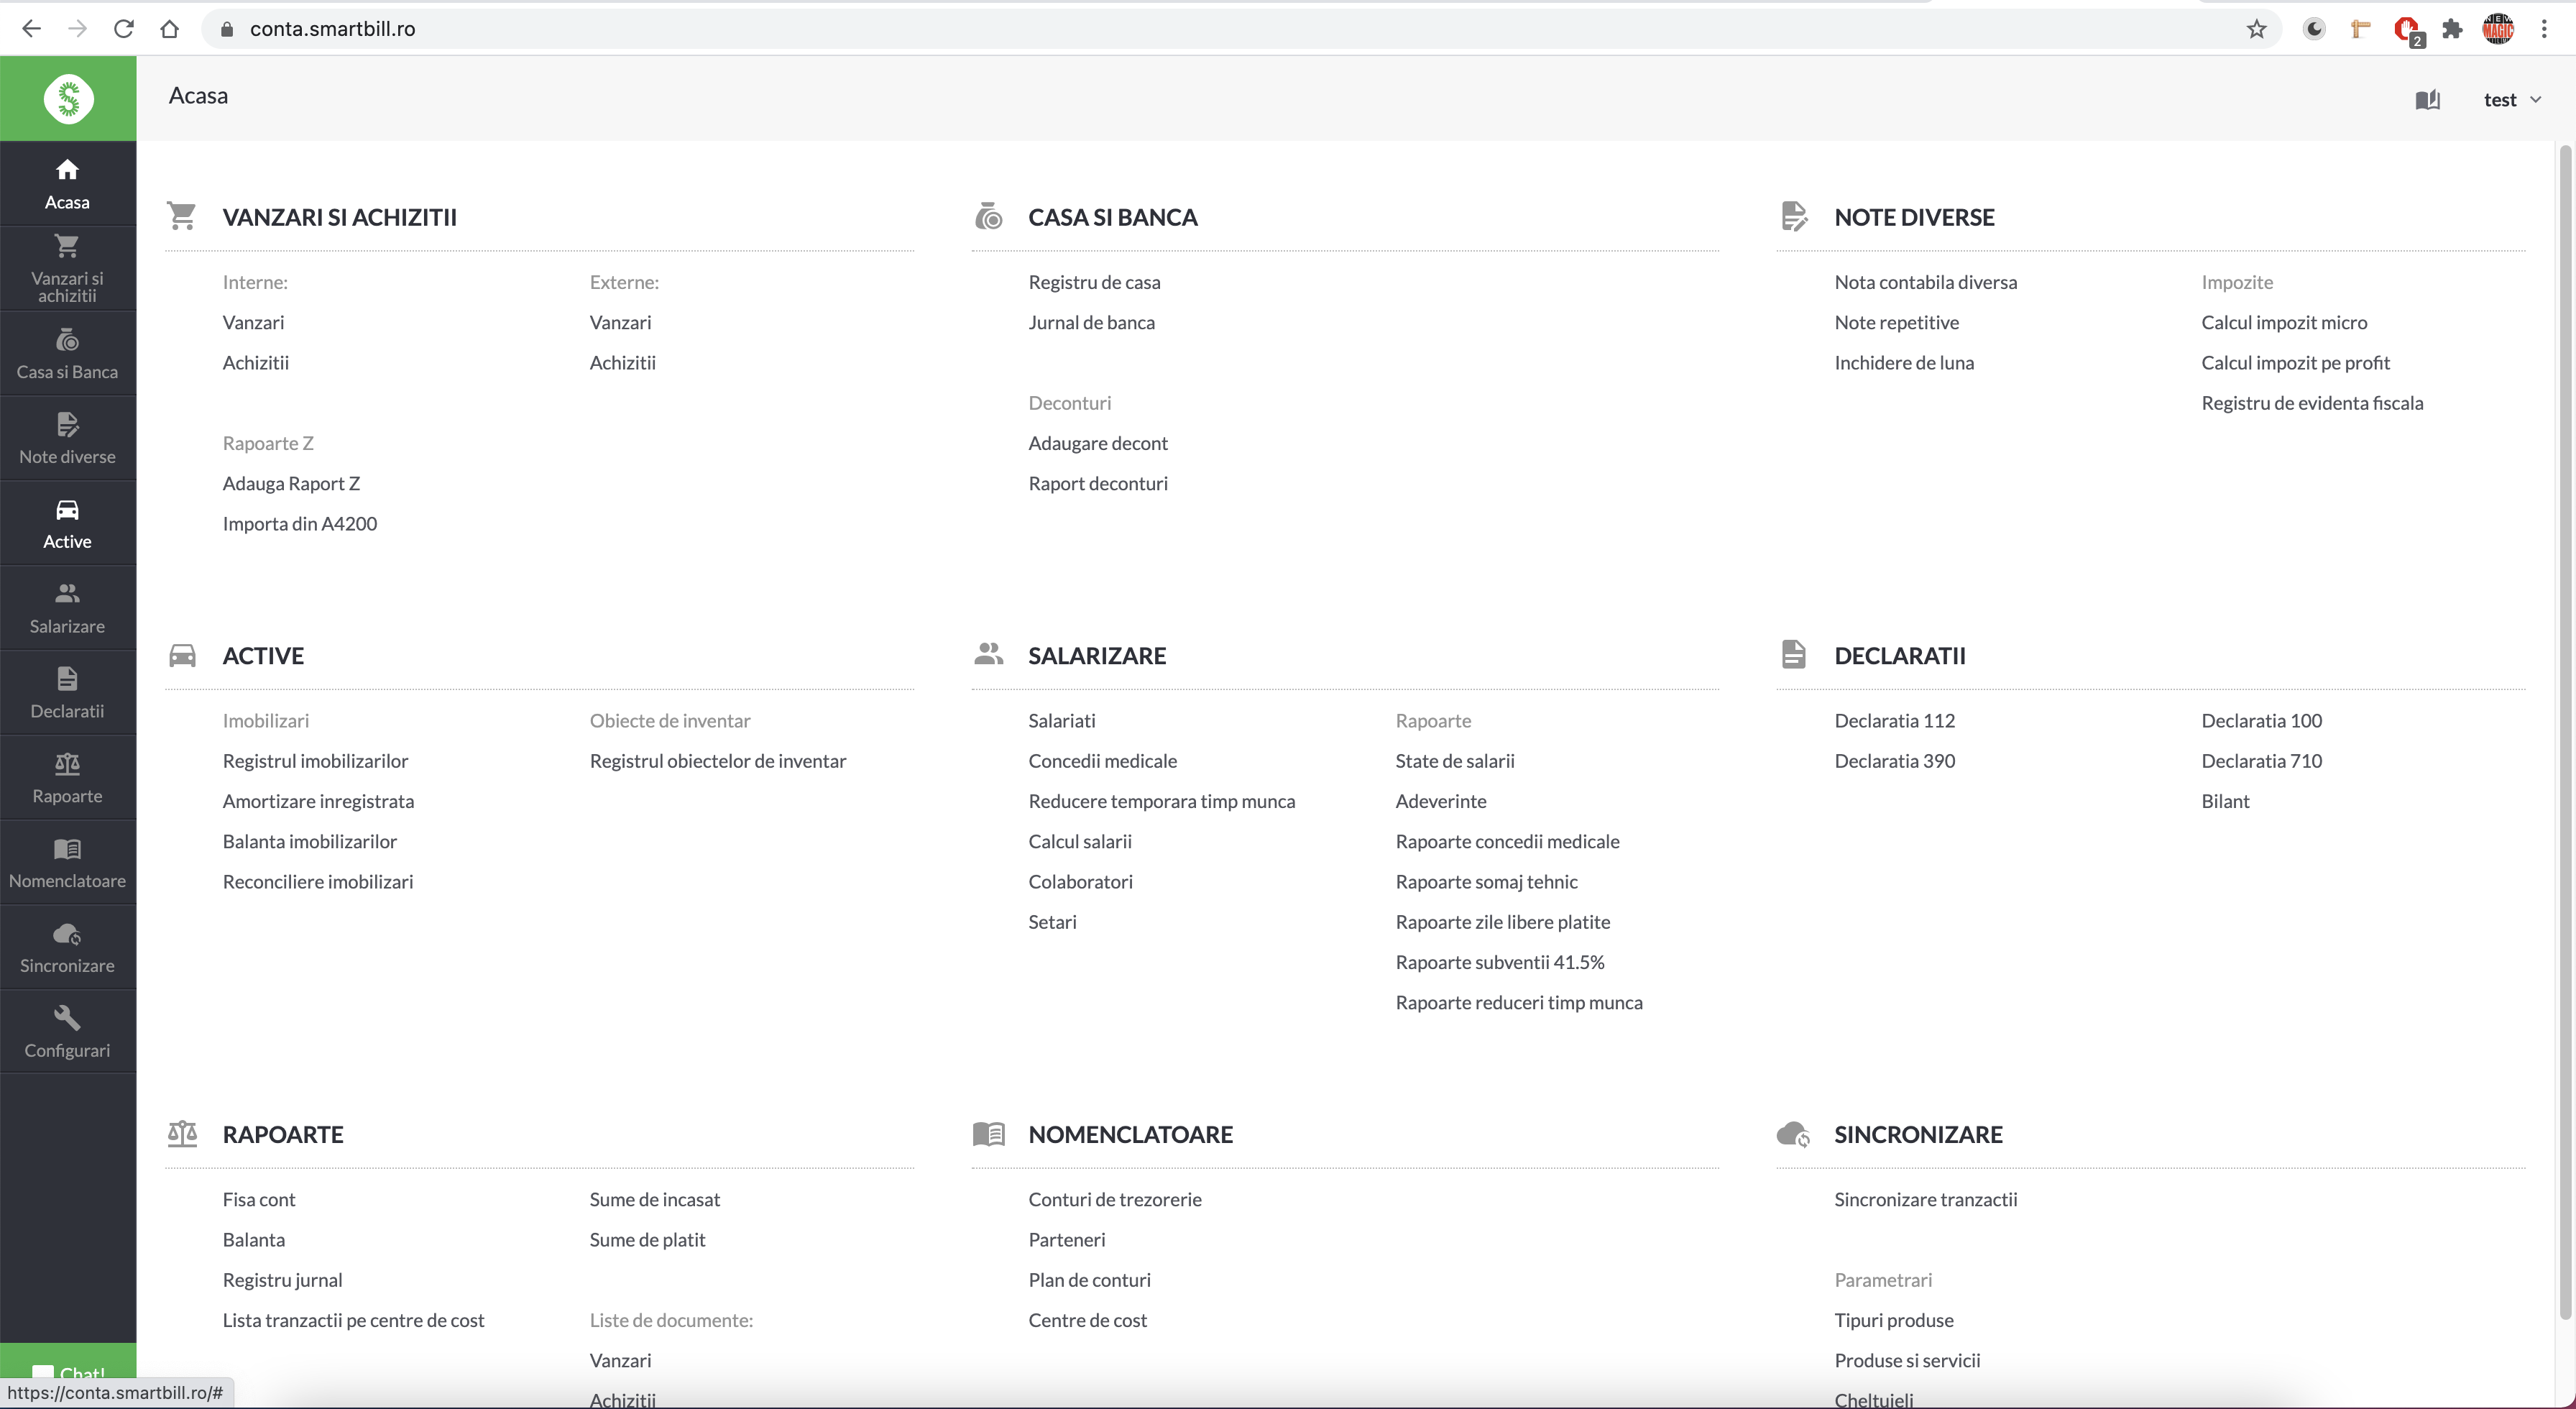 conta.smartbill.ro
2
NEW
MAGIC
Acasa
test
Acasa
Vanzari si
achizitii
Casa si Banca
Note diverse
Active
Salarizare
Declaratii
Rapoarte
Nomenclatoare
Sincronizare
Configurari
Chat!
https://conta.smartbill.ro/#
VANZARI SI ACHIZITII
Interne:
Vanzari
Achizitii
Externe:
Vanzari
Achizitii
Rapoarte Z
Adauga Raport Z
Importa din A4200
CASA SI BANCA
Registru de casa
Jurnal de banca
Deconturi
Adaugare decont
Raport deconturi
NOTE DIVERSE
Nota contabila diversa
Note repetitive
Inchidere de luna
Impozite
Calcul impozit micro
Calcul impozit pe profit
Registru de evidenta fiscala
ACTIVE
Imobilizari
Registrul imobilizarilor
Amortizare inregistrata
Balanta imobilizarilor
Reconciliere imobilizari
Obiecte de inventar
Registrul obiectelor de inventar
SALARIZARE
Salariati
Concedii medicale
Reducere temporara timp munca
Calcul salarii
Colaboratori
Setari
Rapoarte
State de salarii
Adeverinte
Rapoarte concedii medicale
Rapoarte somaj tehnic
Rapoarte zile libere platite
Rapoarte subventii 41.5%
Rapoarte reduceri timp munca
DECLARATII
Declaratia 112
Declaratia 390
Declaratia 100
Declaratia 710
Bilant
RAPOARTE
Fisa cont
Balanta
Registru jurnal
Lista tranzactii pe centre de cost
Sume de incasat
Sume de platit
Liste de documente:
Vanzari
Achizitii
NOMENCLATOARE
Conturi de trezorerie
Parteneri
Plan de conturi
Centre de cost
SINCRONIZARE
Sincronizare tranzactii
Parametrari
Tipuri produse
Produse si servicii
Cheltuieli